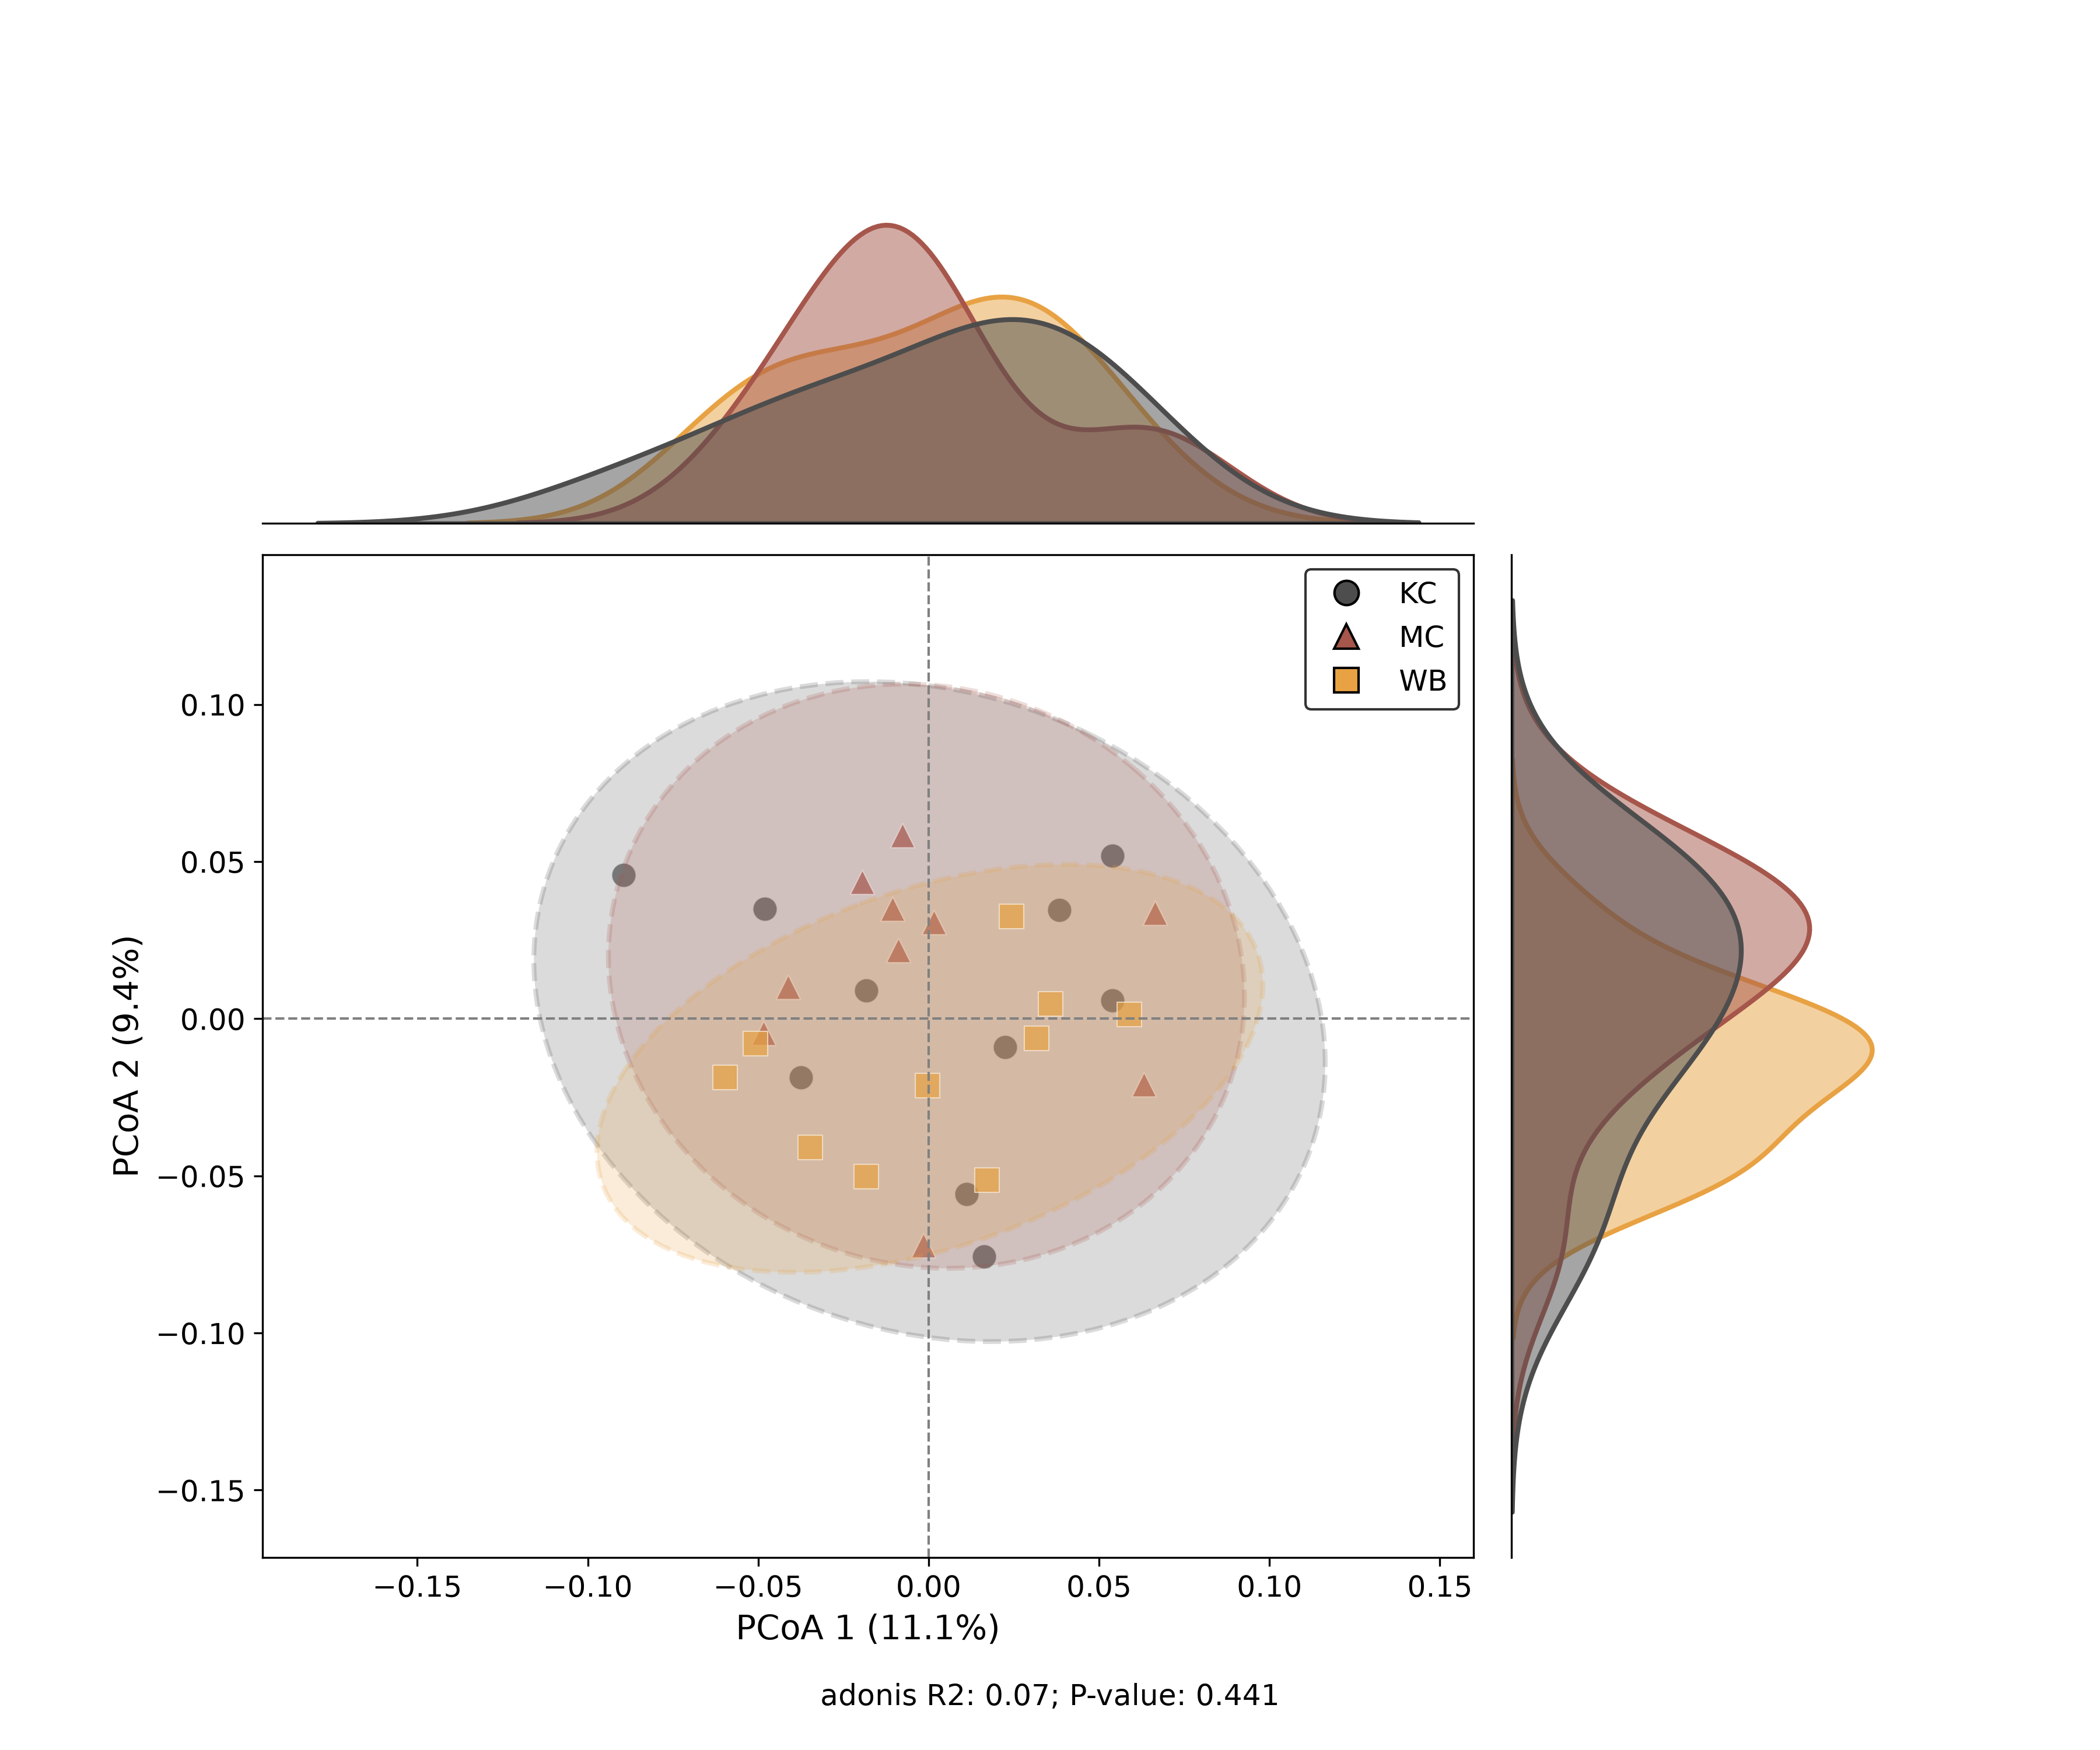 KC
MC
WB
0.10
0.05
0.00
−0.05
−0.10
−0.15
PCoA 2 (9.4%)
−0.15 −0.10 −0.05 0.00 0.05 0.10 0.15
PCoA 1 (11.1%)
adonis R2: 0.07; P-value: 0.441